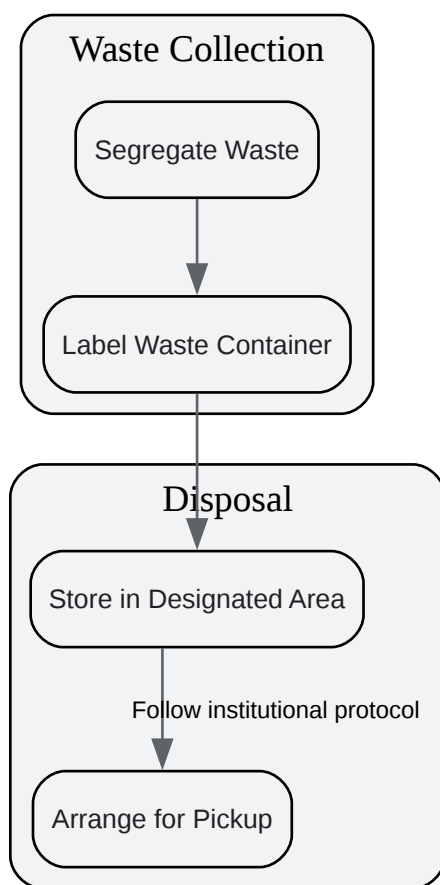 Waste Collection
Segregate Waste
Label Waste Container
Disposal
Store in Designated Area
Follow institutional protocol
Arrange for Pickup